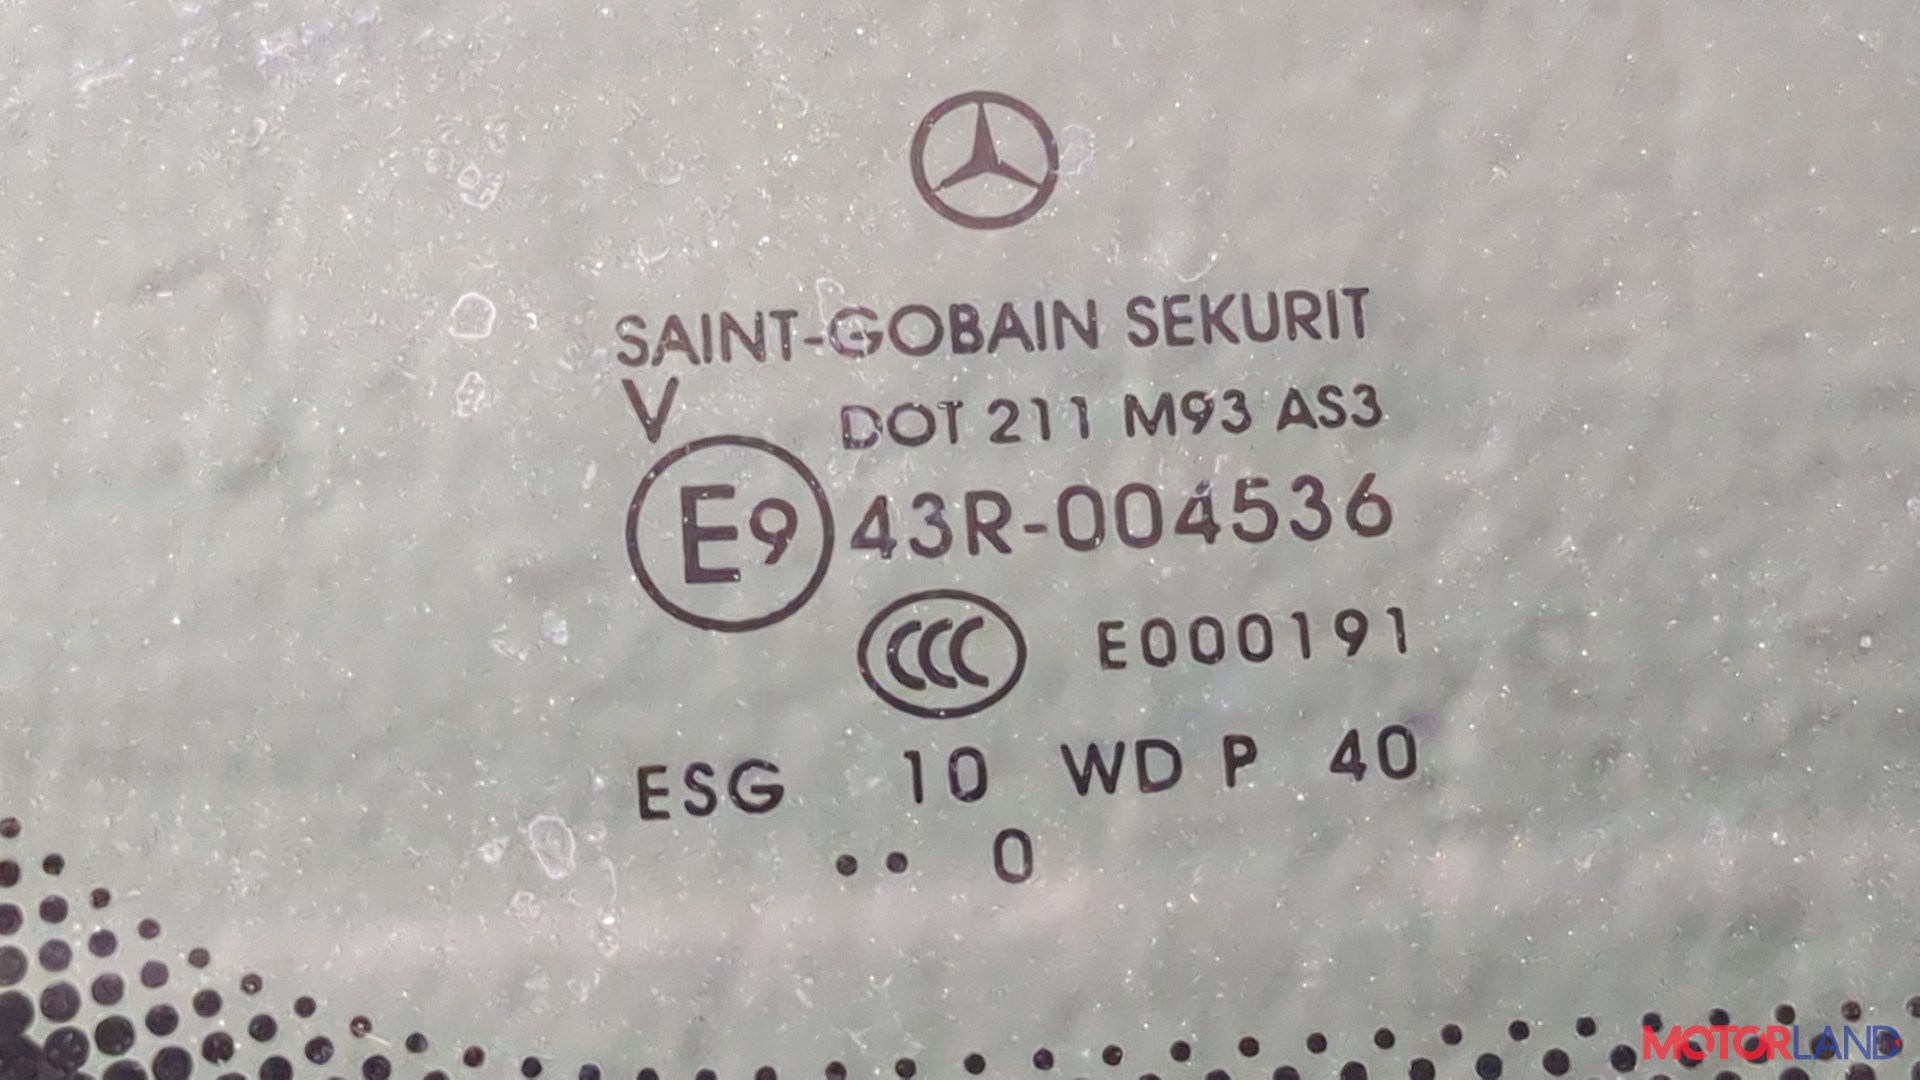 SAINT-GOBAIN SEKURIT
V DOT 211 M93 AS3
E9 43R-004536
CCC E000191
ESG 10 WD P 40
.. 0
MOTORLAND